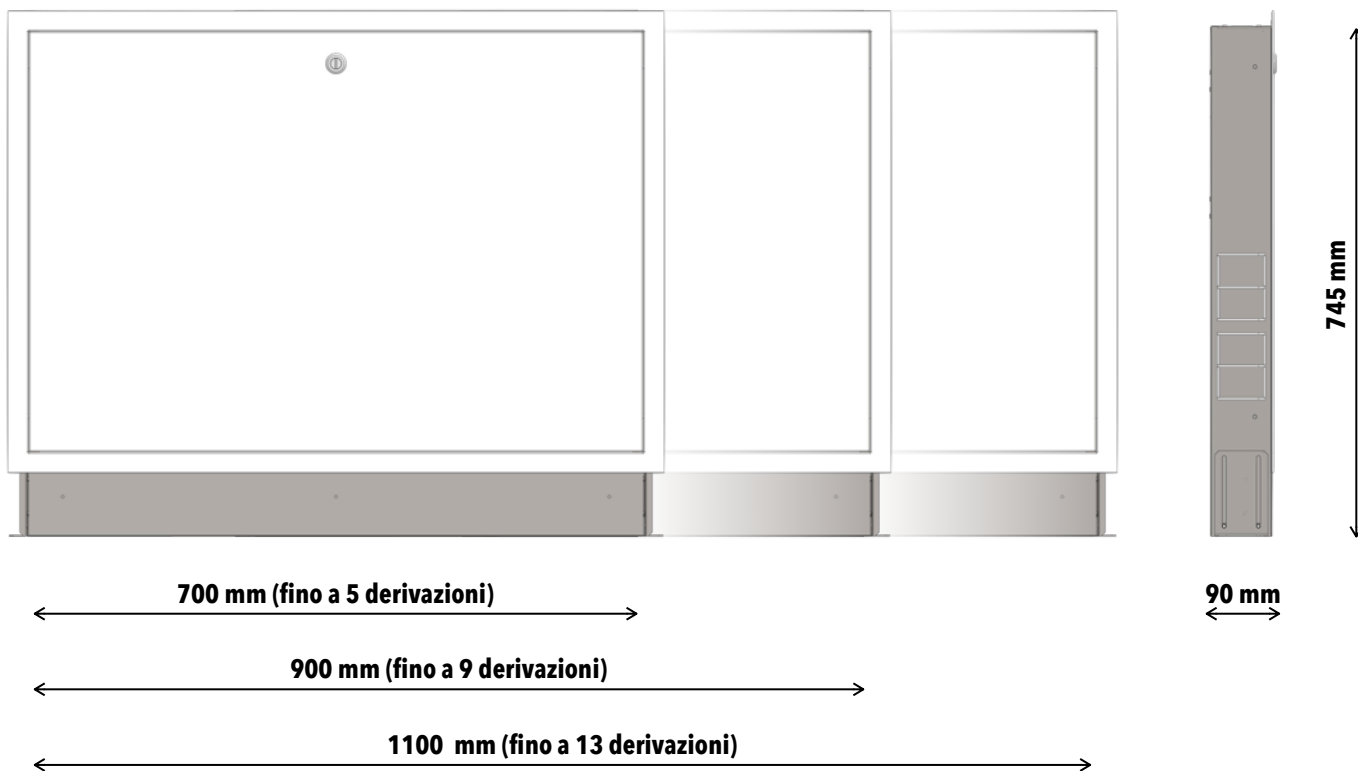 745 mm
700 mm (fino a 5 derivazioni)
90 mm
900 mm (fino a 9 derivazioni)
1100 mm (fino a 13 derivazioni)